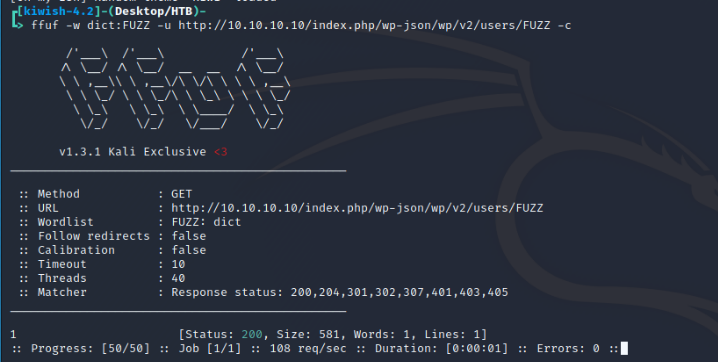 [kiwish-4.2]-(Desktop/HTB)-
ffuf -w dict:FUZZ -u http://10.10.10.10/index.php/wp-json/wp/v2/users/FUZZ -c
v1.3.1 Kali Exclusive <3
:: Method : GET
:: URL : http://10.10.10.10/index.php/wp-json/wp/v2/users/FUZZ
:: Wordlist : FUZZ: dict
:: Follow redirects : false
:: Calibration : false
:: Timeout : 10
:: Threads : 40
:: Matcher : Response status: 200,204,301,302,307,401,403,405
1 [Status: 200, Size: 581, Words: 1, Lines: 1]
:: Progress: [50/50] :: Job [1/1] :: 108 req/sec :: Duration: [0:00:01] :: Errors: 0 ::